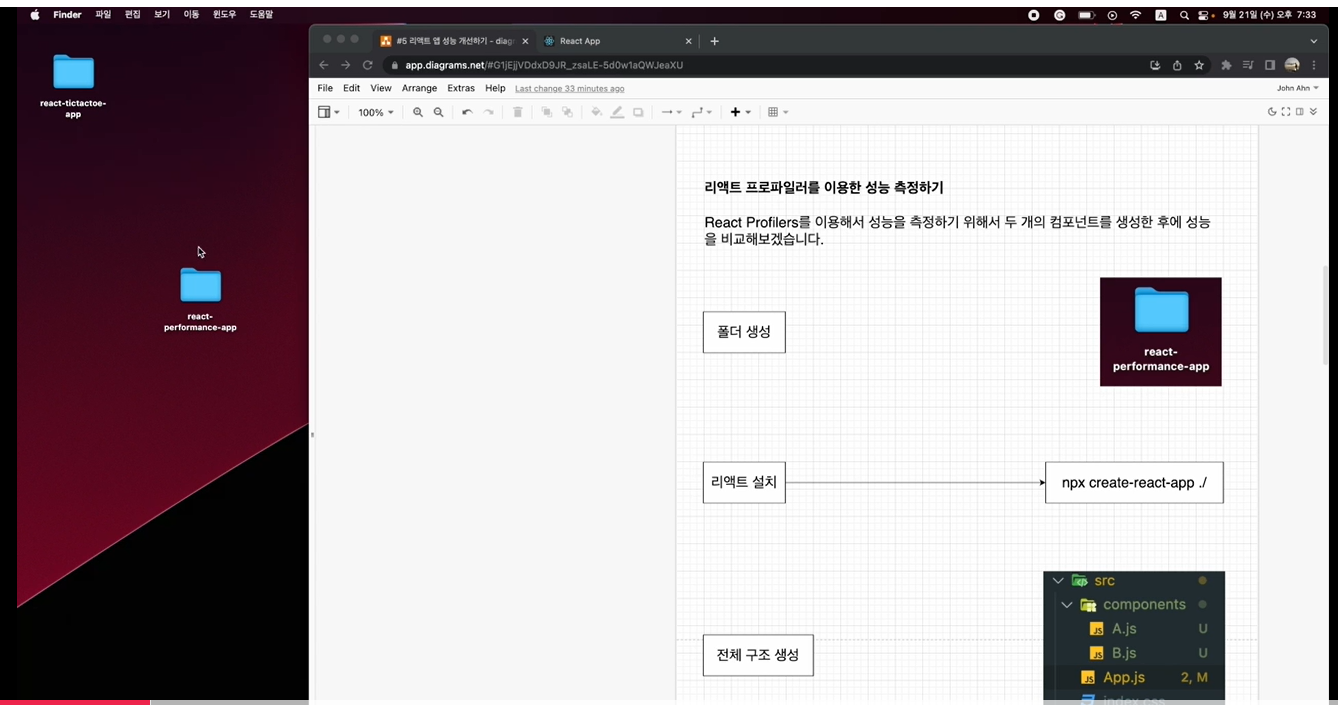 Finder 파일 편집 보기 이동 윈도우 도움말
A 9월 21일 (수) 오후 7:33
react-tictactoe-
app
react-
performance-app
#5 리액트 앱 성능 개선하기 - diag
React App
app.diagrams.net/#G1jEjjVDdxD9JR_zsaLE-5d0w1aQWJeaXU
File Edit View Arrange Extras Help Last change 33 minutes ago
John Ahn
100%
리액트 프로파일러를 이용한 성능 측정하기
React Profilers를 이용해서 성능을 측정하기 위해서 두 개의 컴포넌트를 생성한 후에 성능
을 비교해보겠습니다.
폴더 생성
react-
performance-app
리액트 설치
npx create-react-app ./
전체 구조 생성
src
components
JS A.js U
JS B.js U
JS App.js 2, M
index.css